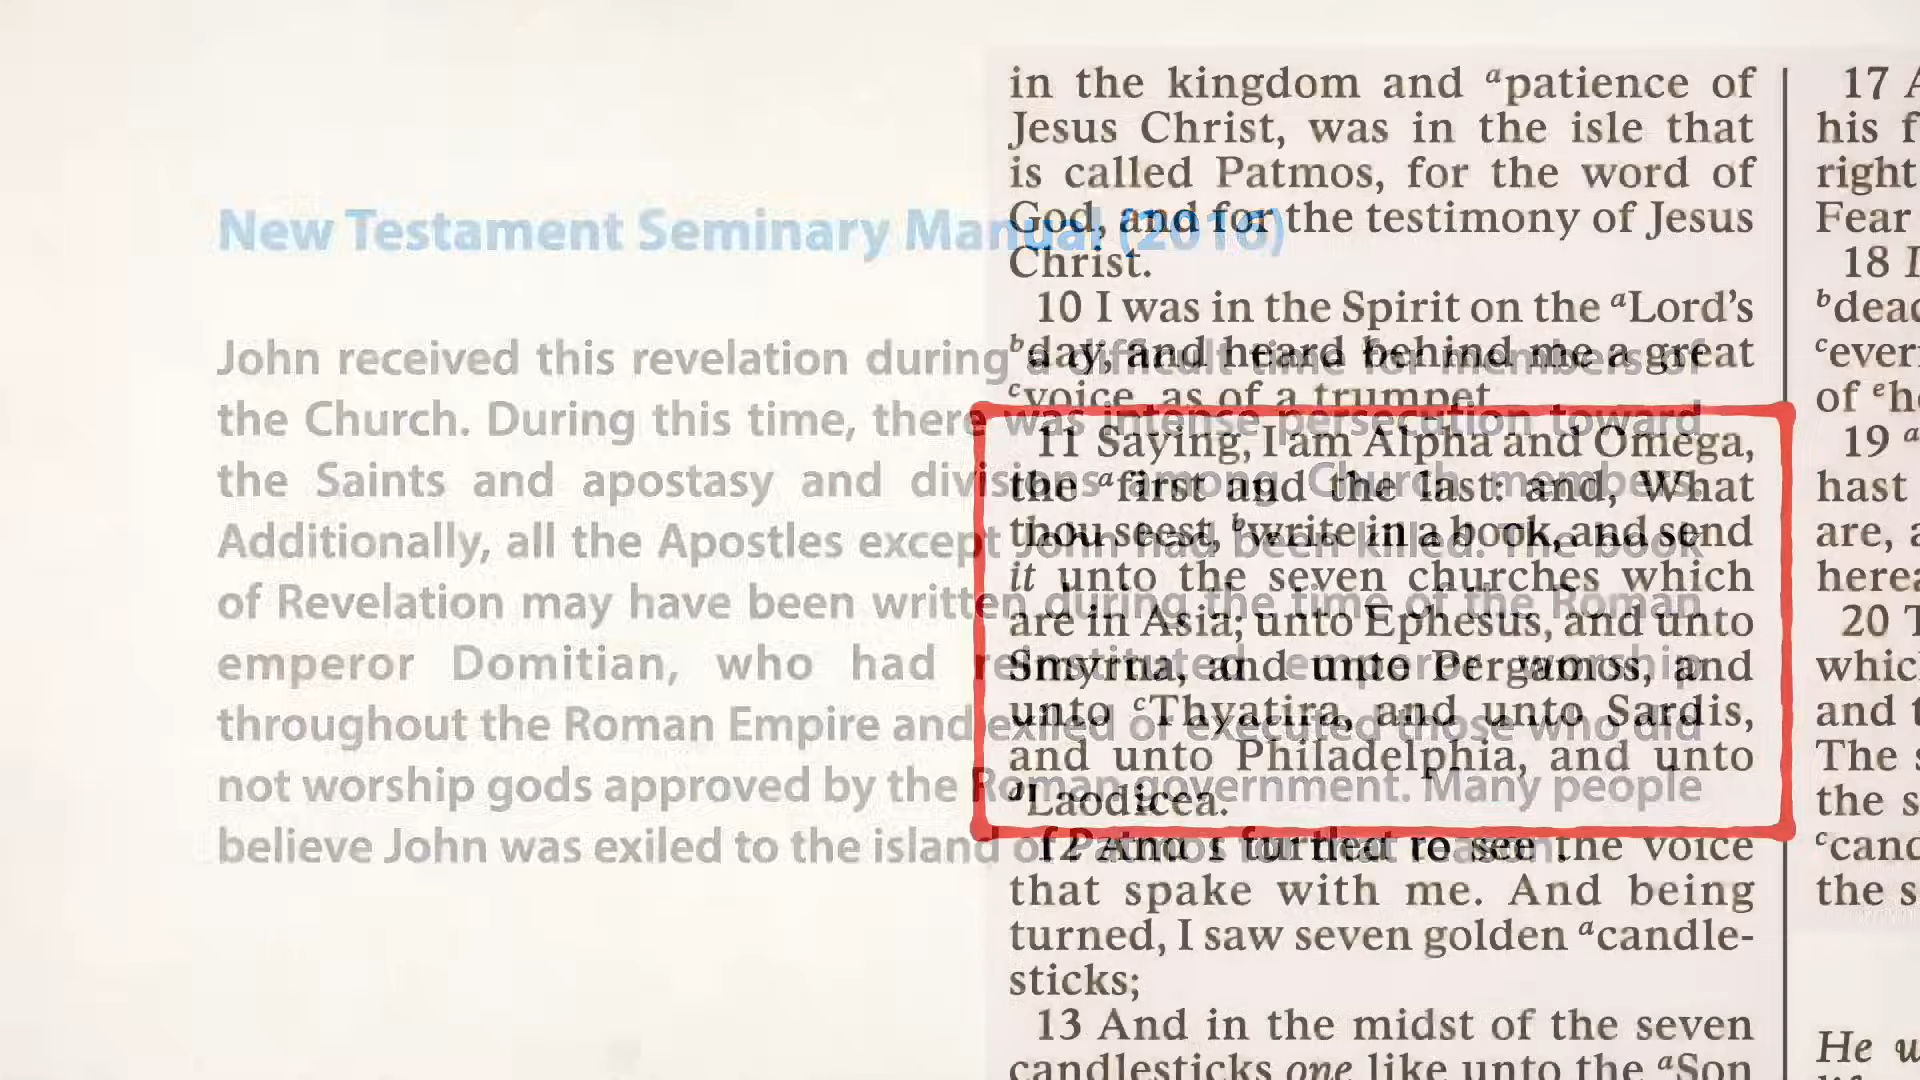 New Testament Seminary Manual (2016)
John received this revelation during a difficult time for members of
the Church. During this time, there was intense persecution toward
the Saints and apostasy and divisions among Church members.
Additionally, all the Apostles except John had been killed. The book
of Revelation may have been written during the time of the Roman
emperor Domitian, who had reinstituted emperor worship
throughout the Roman Empire and exiled or executed those who did
not worship gods approved by the Roman government. Many people
believe John was exiled to the island of Patmos for that reason.
in the kingdom and a patience of
Jesus Christ, was in the isle that
is called Patmos, for the word of
God, and for the testimony of Jesus
Christ.
10 I was in the Spirit on the a Lord's
b day, and heard behind me a great
c voice, as of a trumpet,
11 Saying, I am Alpha and Omega,
the a first and the last: and, What
thou seest, b write in a book, and send
it unto the seven churches which
are in Asia; unto Ephesus, and unto
Smyrna, and unto Pergamos, and
unto c Thyatira, and unto Sardis,
and unto Philadelphia, and unto
a Laodicea.
12 And I turned to see the voice
that spake with me. And being
turned, I saw seven golden a candle-
sticks;
13 And in the midst of the seven
candlesticks one like unto the a Son
17
his
right
Fear
18
b
c
of e
19 a
hast
are,
20
and
The
the
c
the
He